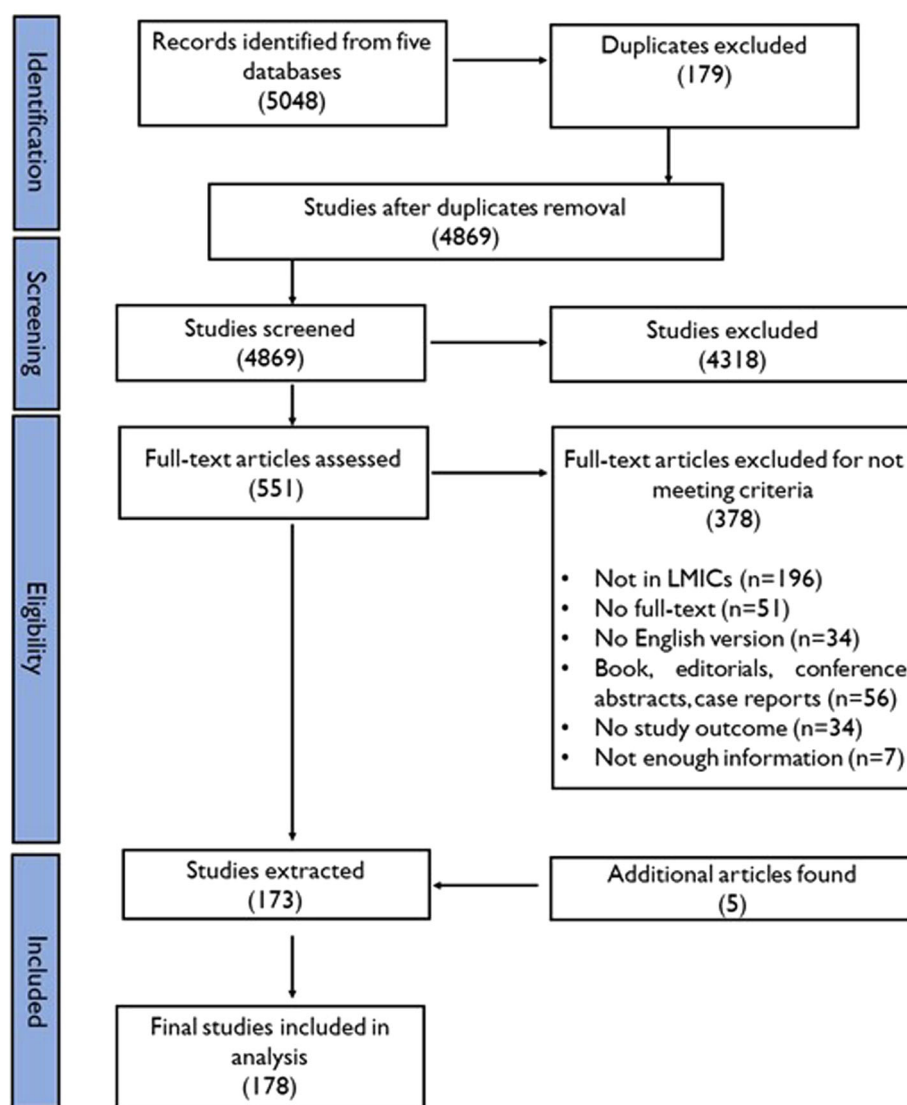 Identification
Records identified from five
databases
(5048)
Duplicates excluded
(179)
Studies after duplicates removal
(4869)
Screening
Studies screened
(4869)
Studies excluded
(4318)
Eligibility
Full-text articles assessed
(551)
Full-text articles excluded for not
meeting criteria
(378)
• Not in LMICs (n=196)
• No full-text (n=51)
• No English version (n=34)
• Book, editorials, conference
abstracts, case reports (n=56)
• No study outcome (n=34)
• Not enough information (n=7)
Included
Studies extracted
(173)
Additional articles found
(5)
Final studies included in
analysis
(178)